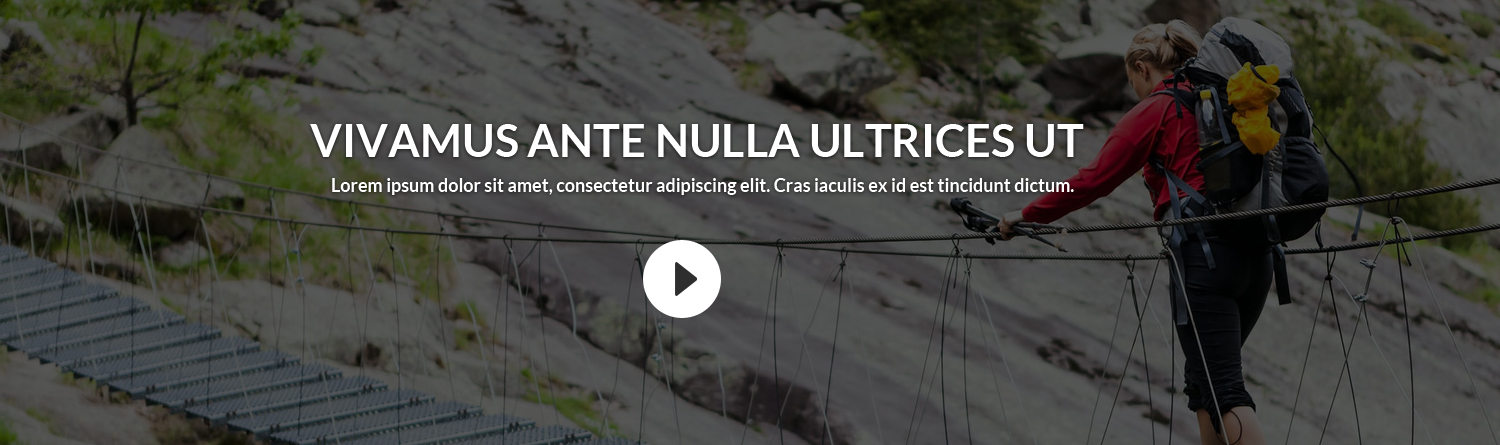 VIVAMUS ANTE NULLA ULTRICES UT
Lorem ipsum dolor sit amet, consectetur adipiscing elit. Cras iaculis ex id est tincidunt dictum.